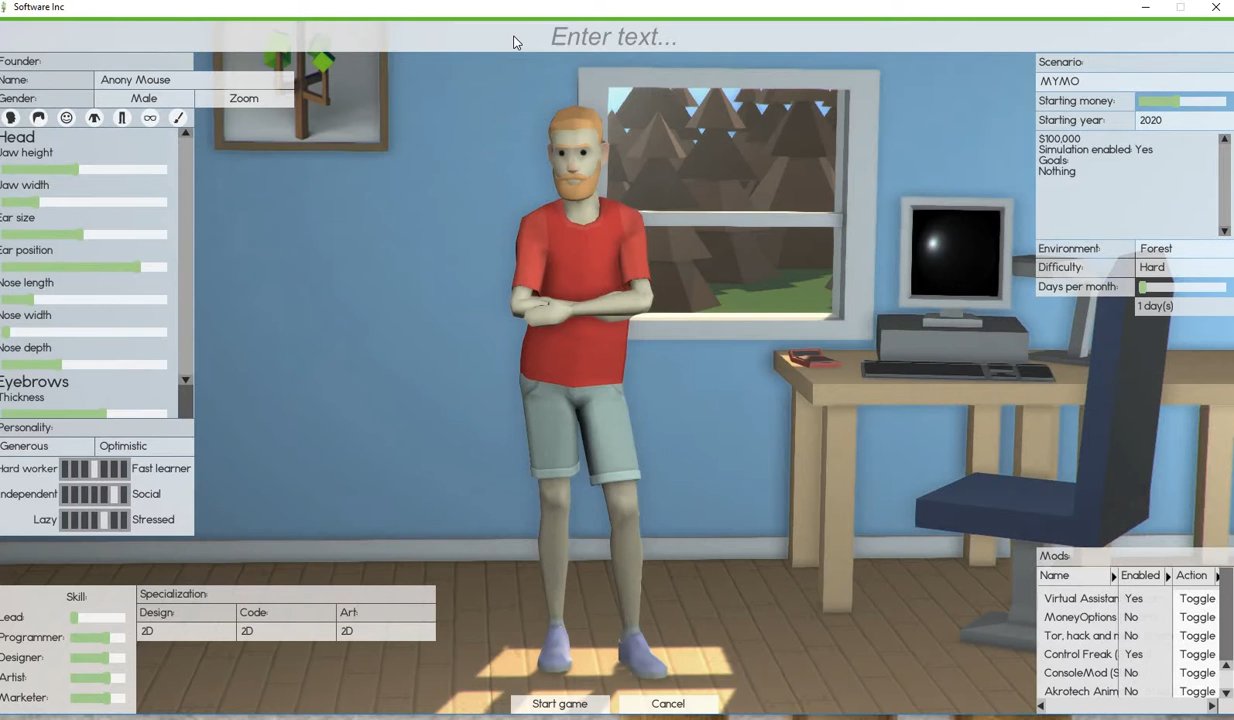 Software Inc
Enter text...
Founder:
Name: Anony Mouse
Gender: Male Zoom
Head
Jaw height
Jaw width
Ear size
Ear position
Nose length
Nose width
Nose depth
Eyebrows
Thickness
Personality:
Generous Optimistic
Hard worker Fast learner
Independent Social
Lazy Stressed
Skill:
Lead:
Programmer:
Designer:
Artist:
Marketer:
Specialization:
Design: Code: Art:
2D 2D 2D
Start game Cancel
Scenario:
MYMO
Starting money:
Starting year: 2020
$100,000
Simulation enabled: Yes
Goals:
Nothing
Environment: Forest
Difficulty: Hard
Days per month:
1 day(s)
Mods:
Name Enabled Action
Virtual Assistan Yes Toggle
MoneyOptions No Toggle
Tor, hack and n No Toggle
Control Freak ( Yes Toggle
ConsoleMod (S No Toggle
Akrotech Anim No Toggle